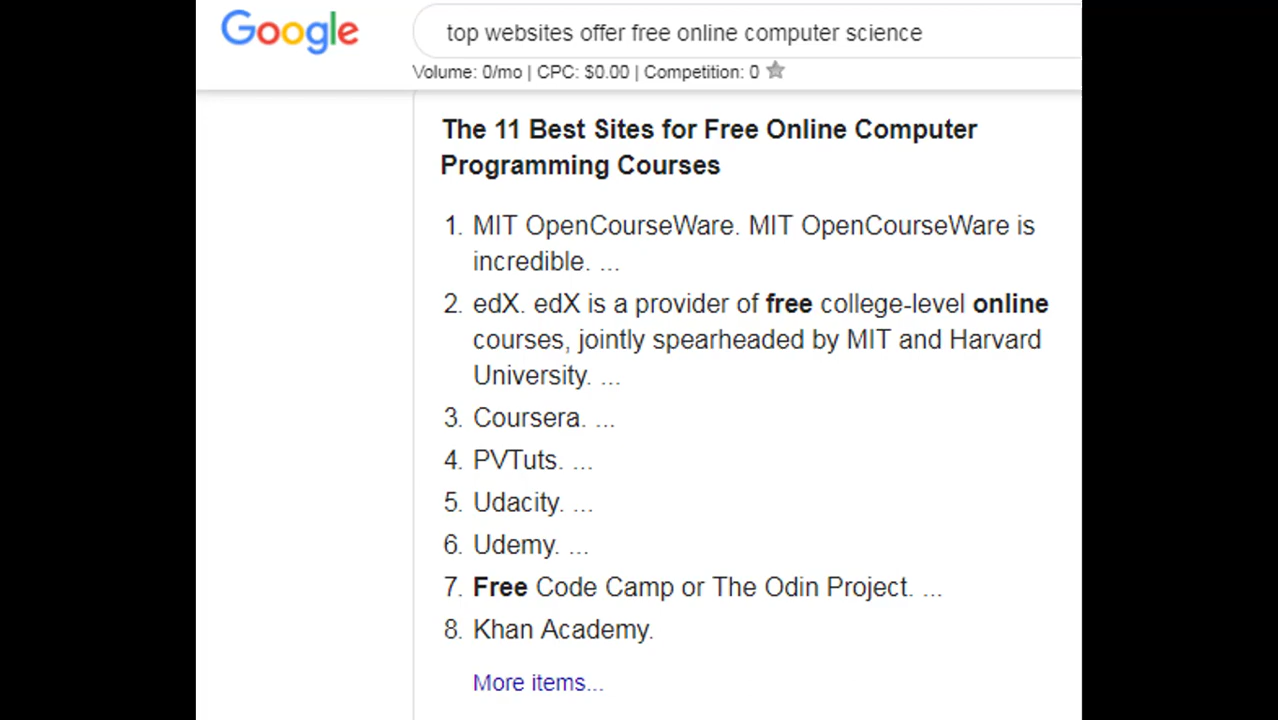 Google
top websites offer free online computer science
Volume: 0/mo | CPC: $0.00 | Competition: 0
The 11 Best Sites for Free Online Computer
Programming Courses
1. MIT OpenCourseWare. MIT OpenCourseWare is
incredible. ...
2. edX. edX is a provider of free college-level online
courses, jointly spearheaded by MIT and Harvard
University. ...
3. Coursera. ...
4. PVTuts. ...
5. Udacity. ...
6. Udemy. ...
7. Free Code Camp or The Odin Project. ...
8. Khan Academy.
More items...